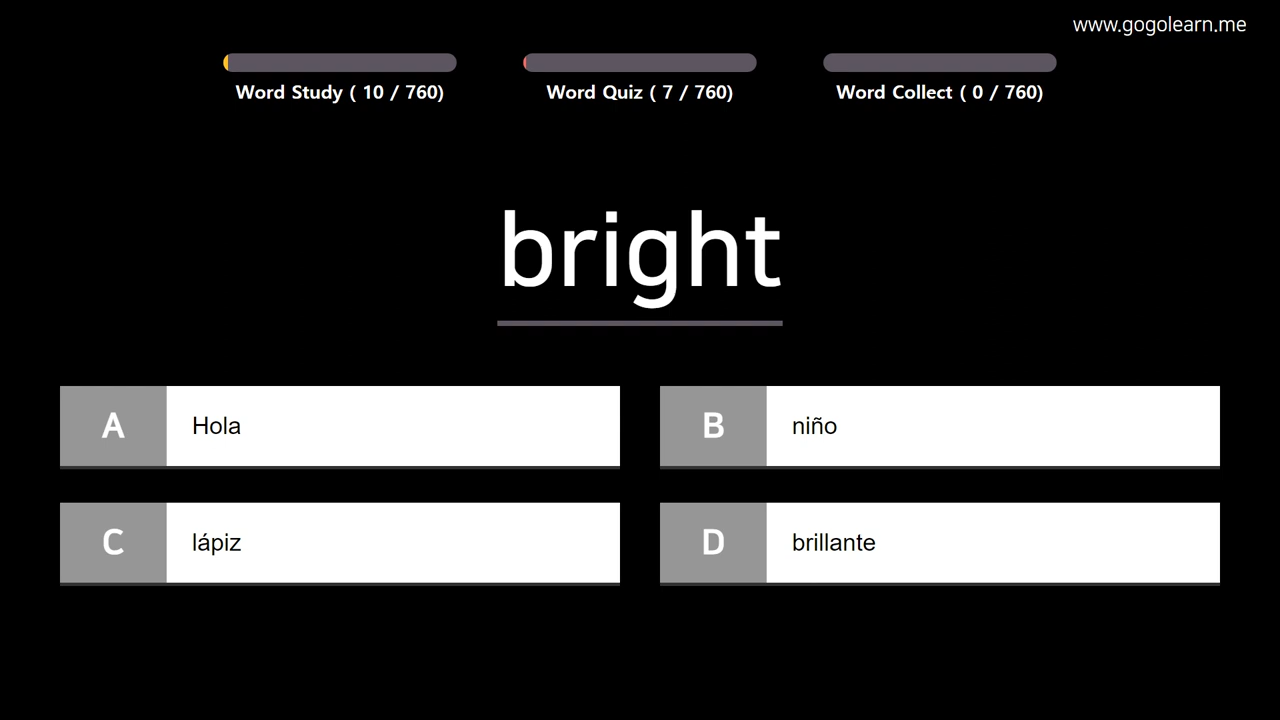 www.gogolearn.me
Word Study ( 10 / 760)
Word Quiz ( 7 / 760)
Word Collect ( 0 / 760)
bright
A Hola
B niño
C lápiz
D brillante